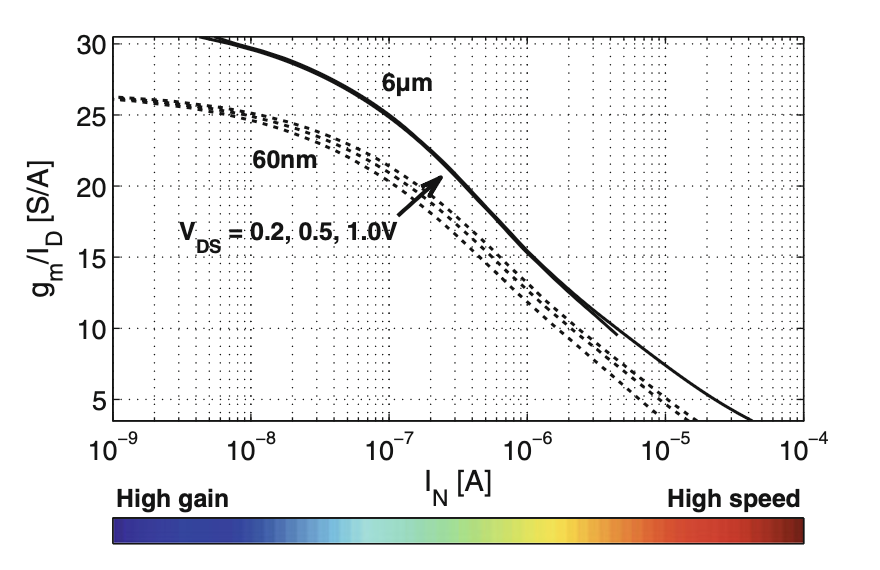 30
25
20
15
10
5
g_m/I_D [S/A]
6µm
60nm
V_DS = 0.2, 0.5, 1.0V
10^−9 10^−8 10^−7 10^−6 10^−5 10^−4
I_N [A]
High gain High speed